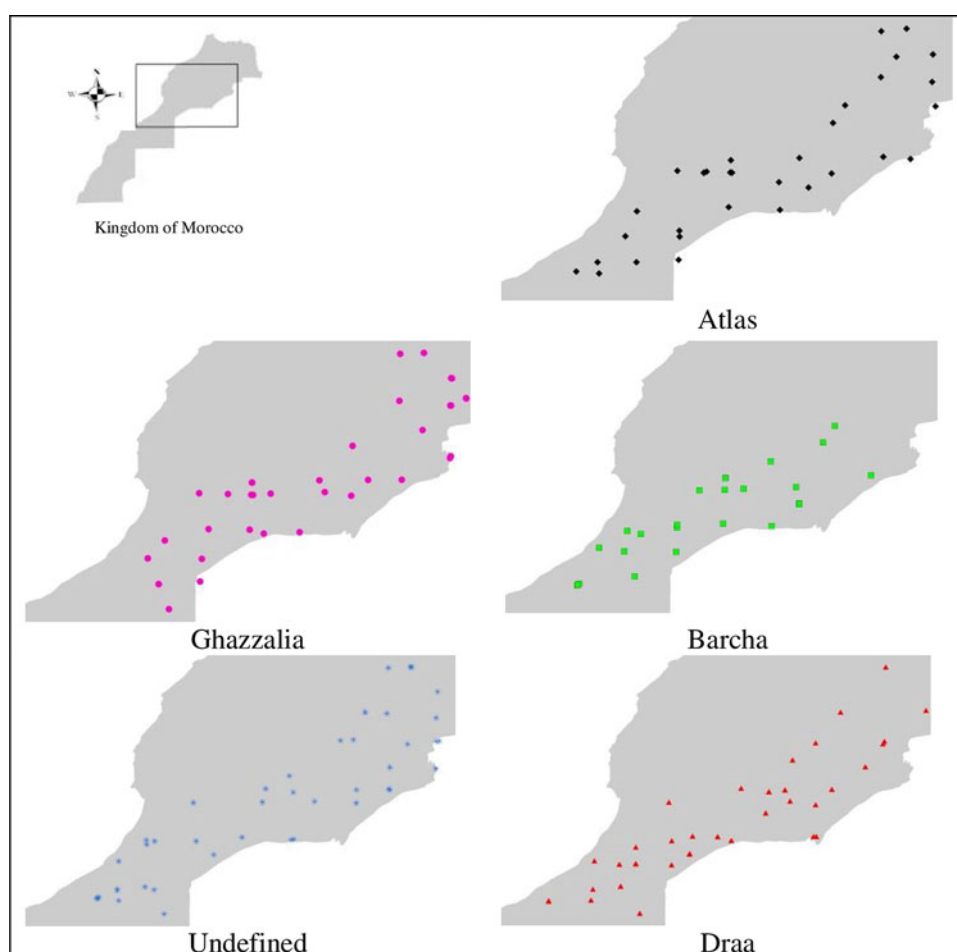 N
W E
S
Kingdom of Morocco
Atlas
Ghazzalia
Barcha
Undefined
Draa